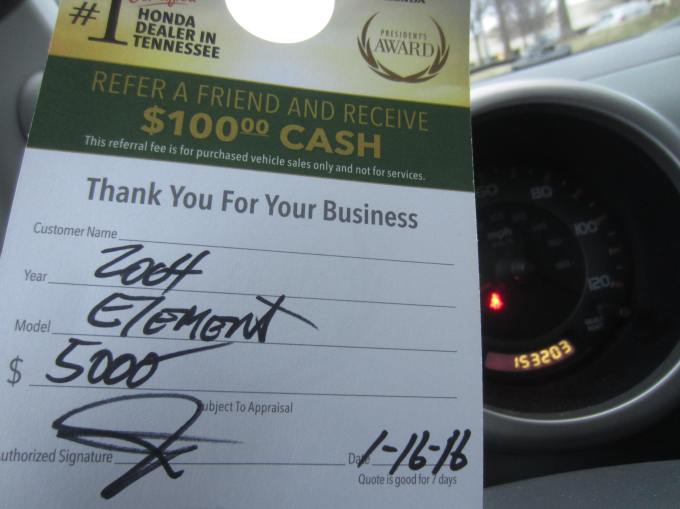 Certified
#1 HONDA
DEALER IN
TENNESSEE
PRESIDENT'S
AWARD
REFER A FRIEND AND RECEIVE
$100.00 CASH
This referral fee is for purchased vehicle sales only and not for services.
Thank You For Your Business
Customer Name
Year 2004
Model ELEMENT
$ 5000
Subject To Appraisal
Authorized Signature
Date 1-16-16
Quote is good for 7 days
60
80
100
mph
120
153203